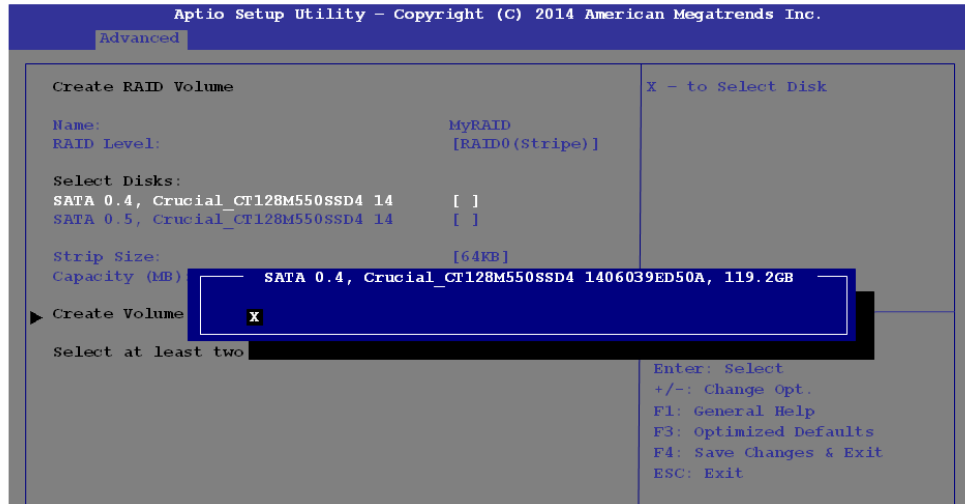 Aptio Setup Utility – Copyright (C) 2014 American Megatrends Inc.
Advanced
Create RAID Volume
Name: MyRAID
RAID Level: [RAID0(Stripe)]
Select Disks:
SATA 0.4, Crucial_CT128M550SSD4 14 [ ]
SATA 0.5, Crucial_CT128M550SSD4 14 [ ]
Strip Size: [64KB]
Capacity (MB):
SATA 0.4, Crucial_CT128M550SSD4 1406039ED50A, 119.2GB
X
Create Volume
Select at least two
X – to Select Disk
Enter: Select
+/-: Change Opt.
F1: General Help
F3: Optimized Defaults
F4: Save Changes & Exit
ESC: Exit